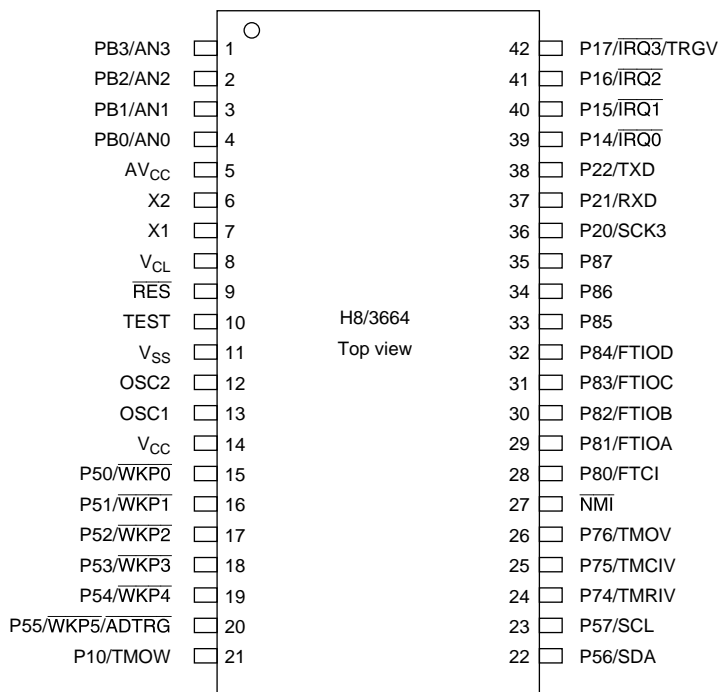 PB3/AN3 1 42 P17/IRQ3/TRGV
PB2/AN2 2 41 P16/IRQ2
PB1/AN1 3 40 P15/IRQ1
PB0/AN0 4 39 P14/IRQ0
AVCC 5 38 P22/TXD
X2 6 37 P21/RXD
X1 7 36 P20/SCK3
VCL 8 35 P87
RES 9 34 P86
TEST 10 H8/3664 33 P85
VSS 11 Top view 32 P84/FTIOD
OSC2 12 31 P83/FTIOC
OSC1 13 30 P82/FTIOB
VCC 14 29 P81/FTIOA
P50/WKP0 15 28 P80/FTCI
P51/WKP1 16 27 NMI
P52/WKP2 17 26 P76/TMOV
P53/WKP3 18 25 P75/TMCIV
P54/WKP4 19 24 P74/TMRIV
P55/WKP5/ADTRG 20 23 P57/SCL
P10/TMOW 21 22 P56/SDA